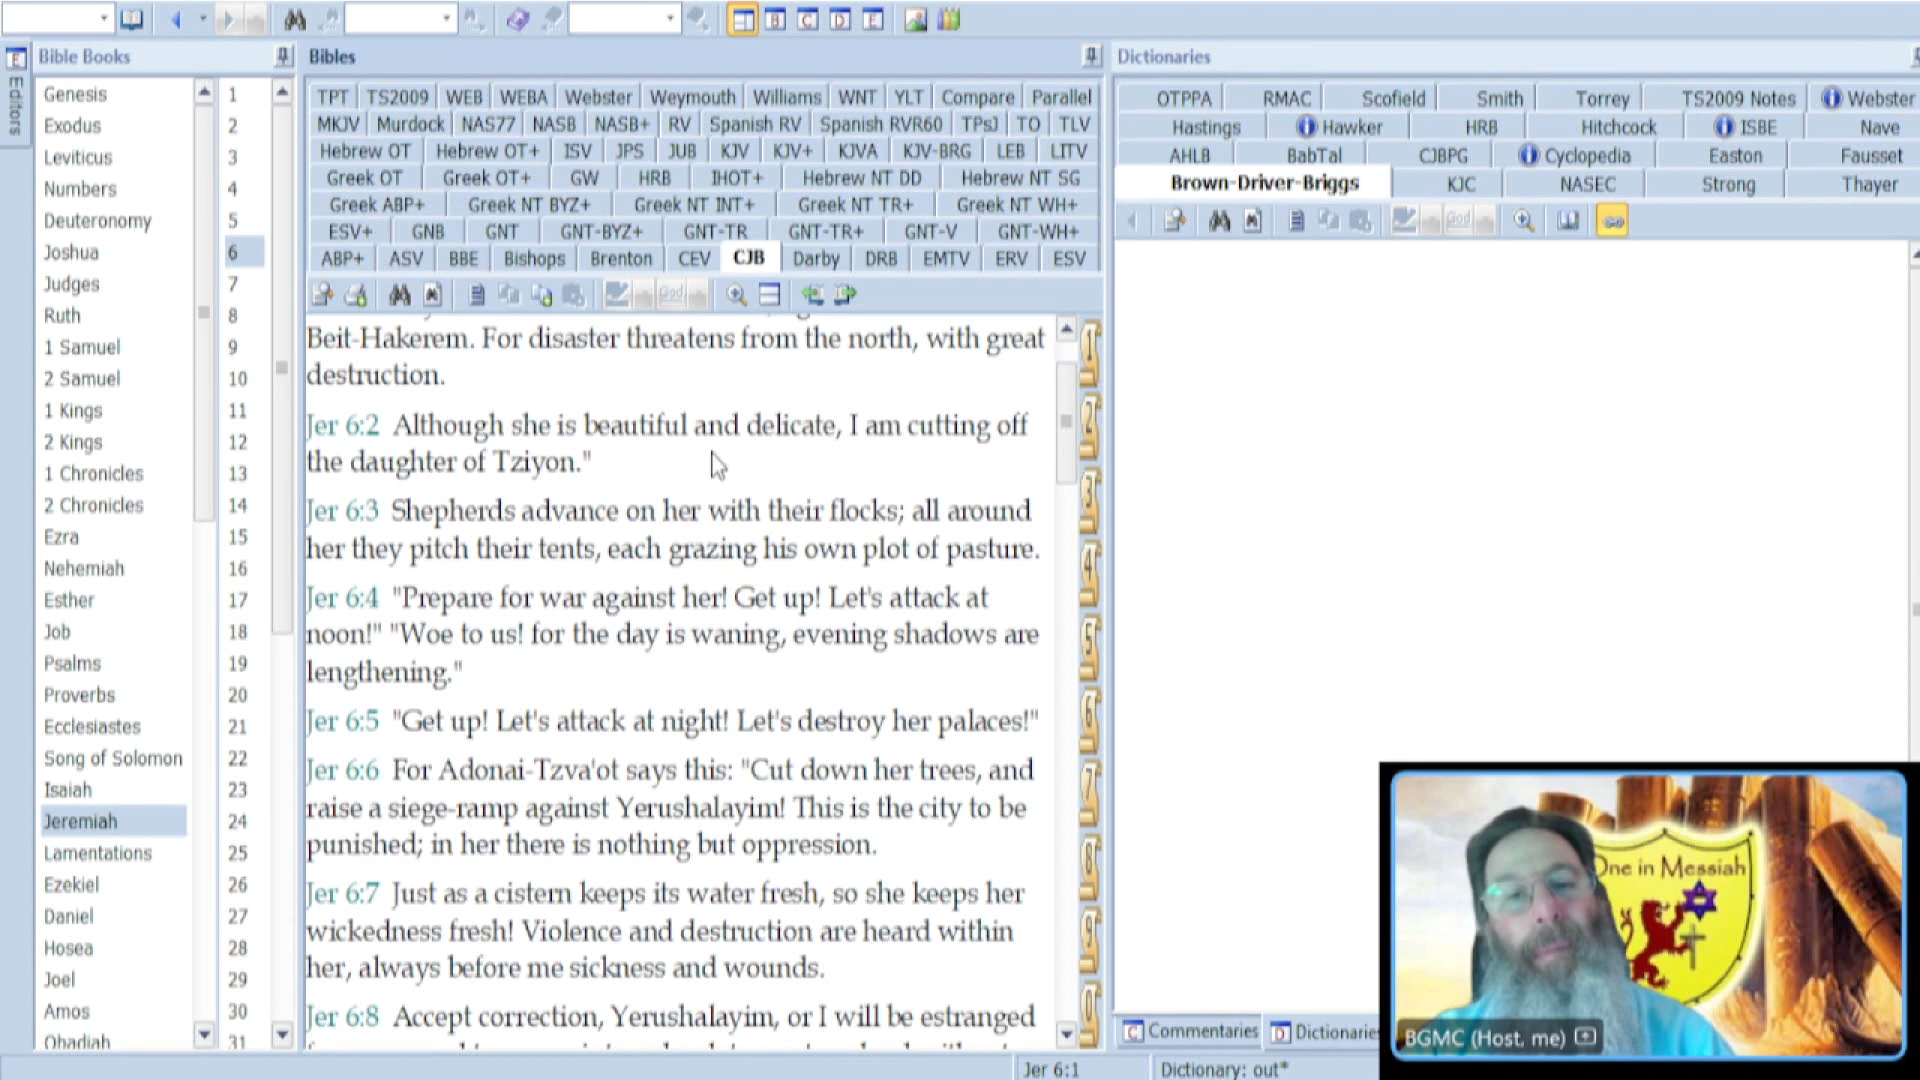 Bible Books
Bibles
Dictionaries
Editors
Genesis
Exodus
Leviticus
Numbers
Deuteronomy
Joshua
Judges
Ruth
1 Samuel
2 Samuel
1 Kings
2 Kings
1 Chronicles
2 Chronicles
Ezra
Nehemiah
Esther
Job
Psalms
Proverbs
Ecclesiastes
Song of Solomon
Isaiah
Jeremiah
Lamentations
Ezekiel
Daniel
Hosea
Joel
Amos
Obadiah
1
2
3
4
5
6
7
8
9
10
11
12
13
14
15
16
17
18
19
20
21
22
23
24
25
26
27
28
29
30
31
TPT TS2009 WEB WEBA Webster Weymouth Williams WNT YLT Compare Parallel
MKJV Murdock NAS77 NASB NASB+ RV Spanish RV Spanish RVR60 TPsJ TO TLV
Hebrew OT Hebrew OT+ ISV JPS JUB KJV KJV+ KJVA KJV-BRG LEB LITV
Greek OT Greek OT+ GW HRB IHOT+ Hebrew NT DD Hebrew NT SG
Greek ABP+ Greek NT BYZ+ Greek NT INT+ Greek NT TR+ Greek NT WH+
ESV+ GNB GNT GNT-BYZ+ GNT-TR GNT-TR+ GNT-V GNT-WH+
ABP+ ASV BBE Bishops Brenton CEV CJB Darby DRB EMTV ERV ESV
God
Beit-Hakerem. For disaster threatens from the north, with great
destruction.
Jer 6:2 Although she is beautiful and delicate, I am cutting off
the daughter of Tziyon."
Jer 6:3 Shepherds advance on her with their flocks; all around
her they pitch their tents, each grazing his own plot of pasture.
Jer 6:4 "Prepare for war against her! Get up! Let's attack at
noon!" "Woe to us! for the day is waning, evening shadows are
lengthening."
Jer 6:5 "Get up! Let's attack at night! Let's destroy her palaces!"
Jer 6:6 For Adonai-Tzva'ot says this: "Cut down her trees, and
raise a siege-ramp against Yerushalayim! This is the city to be
punished; in her there is nothing but oppression.
Jer 6:7 Just as a cistern keeps its water fresh, so she keeps her
wickedness fresh! Violence and destruction are heard within
her, always before me sickness and wounds.
Jer 6:8 Accept correction, Yerushalayim, or I will be estranged
1
2
3
4
5
6
7
8
9
OTPPA RMAC Scofield Smith Torrey TS2009 Notes Webster
Hastings Hawker HRB Hitchcock ISBE Nave
AHLB BabTal CJBPG Cyclopedia Easton Fausset
Brown-Driver-Briggs KJC NASEC Strong Thayer
God
Commentaries Dictionaries
One in Messiah
BGMC (Host, me)
Jer 6:1
Dictionary: out*